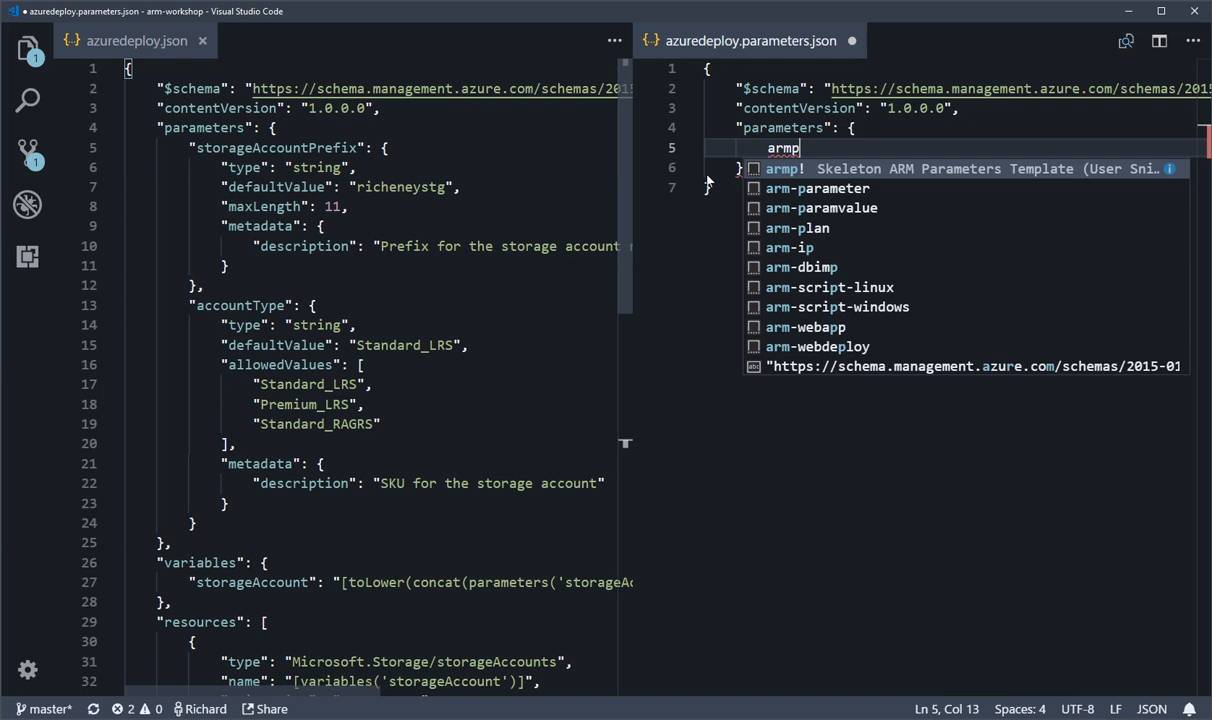 ● azuredeploy.parameters.json - arm-workshop - Visual Studio Code
{} azuredeploy.json ×
1 {
2 "$schema": "https://schema.management.azure.com/schemas/2015
3 "contentVersion": "1.0.0.0",
4 "parameters": {
5 "storageAccountPrefix": {
6 "type": "string",
7 "defaultValue": "richeneystg",
8 "maxLength": 11,
9 "metadata": {
10 "description": "Prefix for the storage account
11 }
12 },
13 "accountType": {
14 "type": "string",
15 "defaultValue": "Standard_LRS",
16 "allowedValues": [
17 "Standard_LRS",
18 "Premium_LRS",
19 "Standard_RAGRS"
20 ],
21 "metadata": {
22 "description": "SKU for the storage account"
23 }
24 }
25 },
26 "variables": {
27 "storageAccount": "[toLower(concat(parameters('storageAc
28 },
29 "resources": [
30 {
31 "type": "Microsoft.Storage/storageAccounts",
32 "name": "[variables('storageAccount')]",
{} azuredeploy.parameters.json ●
1 {
2 "$schema": "https://schema.management.azure.com/schemas/2015
3 "contentVersion": "1.0.0.0",
4 "parameters": {
5 armp
6 }
7 }
armp! Skeleton ARM Parameters Template (User Sni…
arm-parameter
arm-paramvalue
arm-plan
arm-ip
arm-dbimp
arm-script-linux
arm-script-windows
arm-webapp
arm-webdeploy
abc "https://schema.management.azure.com/schemas/2015-01
1
1
master* 2 0 Richard Share Ln 5, Col 13 Spaces: 4 UTF-8 LF JSON